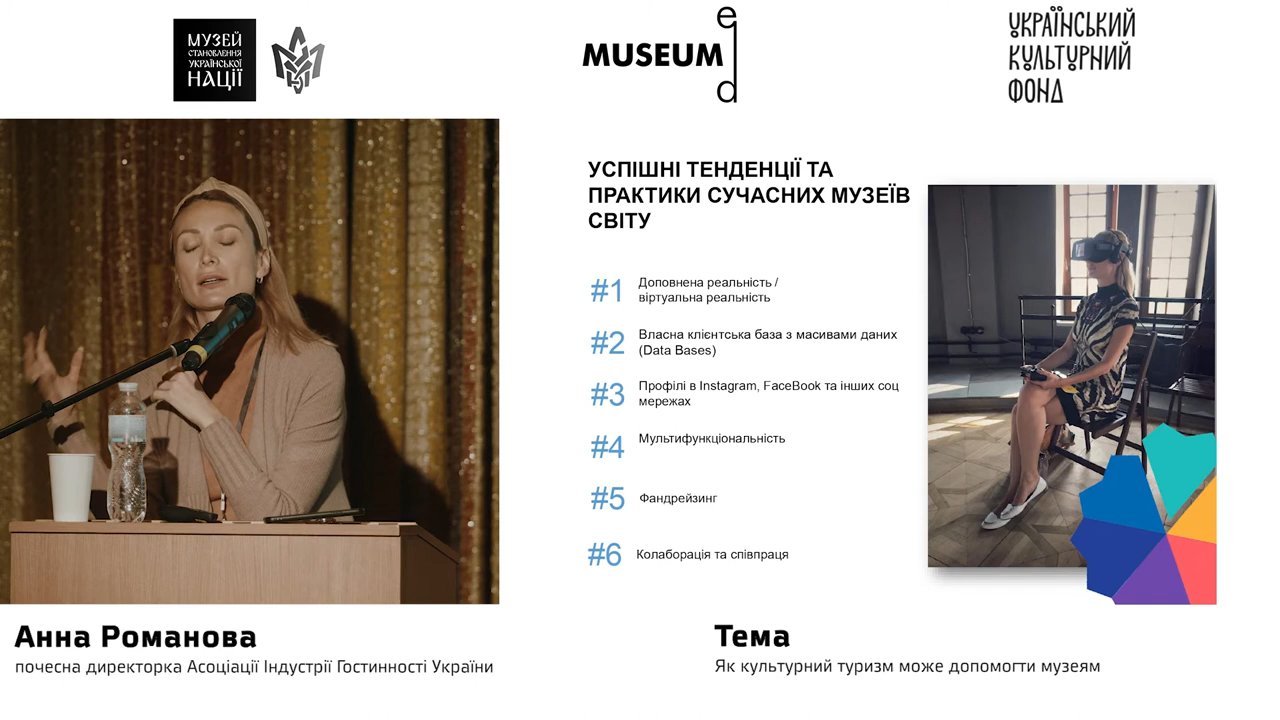 МУЗЕЙ
СТАНОВЛЕННЯ
УКРАЇНСЬКОЇ
НАЦІЇ
MUSEUM
ed
УКРАЇНСЬКИЙ
КУЛЬТУРНИЙ
ФОНД
УСПІШНІ ТЕНДЕНЦІЇ ТА
ПРАКТИКИ СУЧАСНИХ МУЗЕЇВ
СВІТУ
#1 Доповнена реальність /
віртуальна реальність
#2 Власна клієнтська база з масивами даних
(Data Bases)
#3 Профілі в Instagram, FaceBook та інших соц
мережах
#4 Мультифункціональність
#5 Фандрейзинг
#6 Колаборація та співпраця
Анна Романова
почесна директорка Асоціації Індустрії Гостинності України
Тема
Як культурний туризм може допомогти музеям